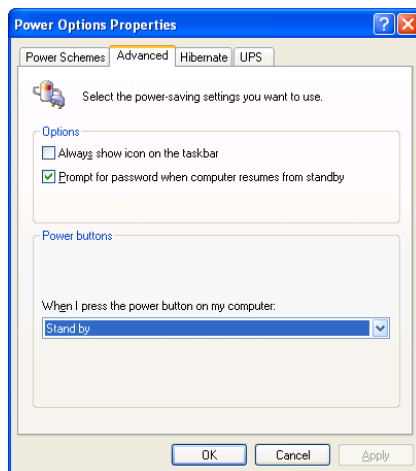 Power Options Properties
Power Schemes Advanced Hibernate UPS
Select the power-saving settings you want to use.
Options
Always show icon on the taskbar
Prompt for password when computer resumes from standby
Power buttons
When I press the power button on my computer:
Stand by
OK Cancel Apply